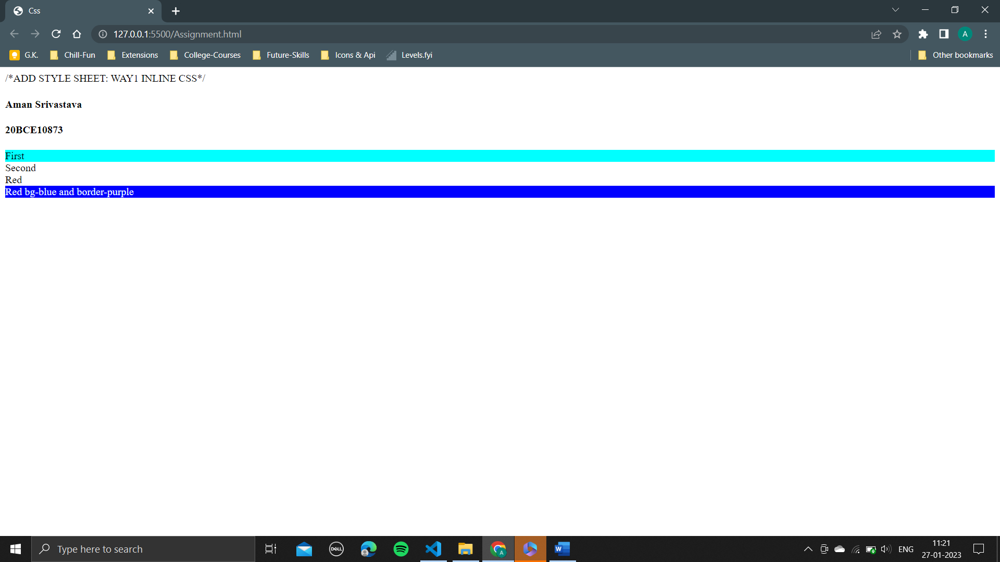 Css
127.0.0.1:5500/Assignment.html
A
G.K. Chill-Fun Extensions College-Courses Future-Skills Icons & Api Levels.fyi Other bookmarks
/*ADD STYLE SHEET: WAY1 INLINE CSS*/
Aman Srivastava
20BCE10873
First
Second
Red
Red bg-blue and border-purple
Type here to search
DELL
A
W
ENG
11:21
27-01-2023